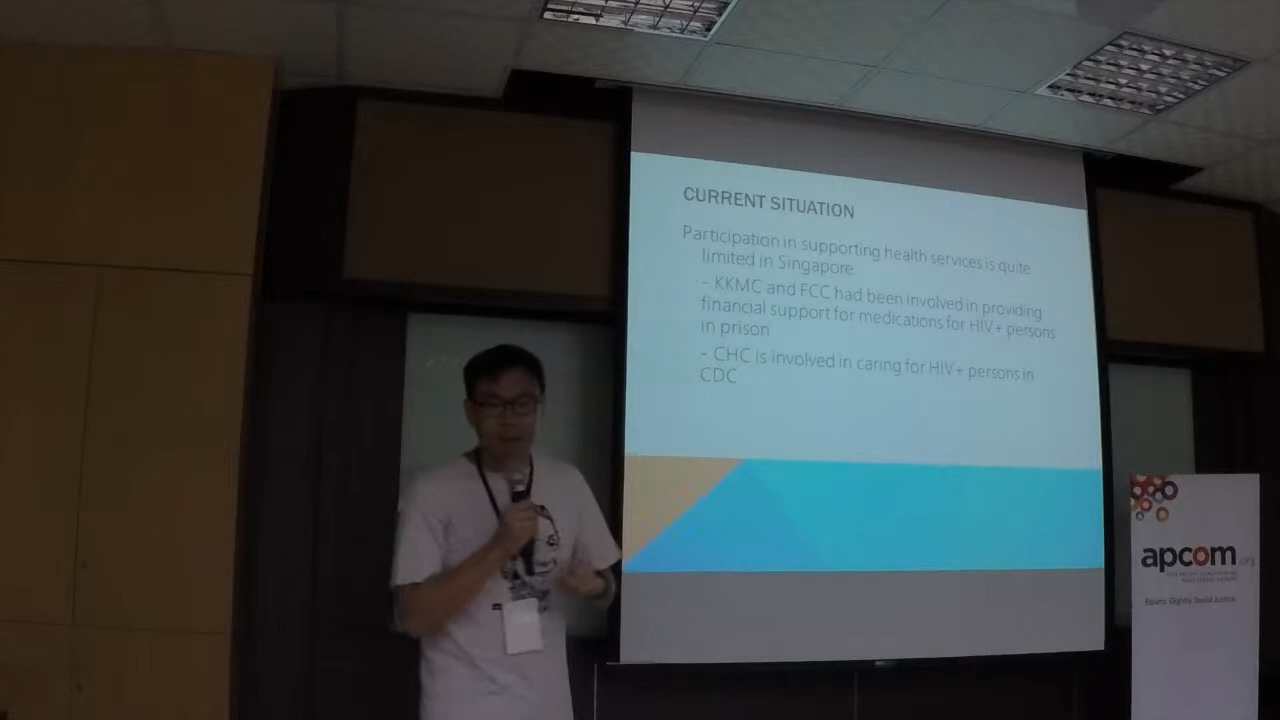 CURRENT SITUATION
Participation in supporting health services is quite
limited in Singapore
- KKMC and FCC had been involved in providing
financial support for medications for HIV+ persons
in prison
- CHC is involved in caring for HIV+ persons in
CDC
apcom.org
Equity. Dignity. Social Justice